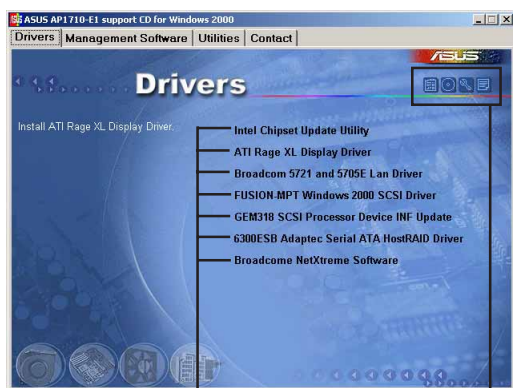 ASUS AP1710-E1 support CD for Windows 2000
Drivers Management Software Utilities Contact
ASUS
Drivers
Install ATI Rage XL Display Driver.
Intel Chipset Update Utility
ATI Rage XL Display Driver
Broadcom 5721 and 5705E Lan Driver
FUSION-MPT Windows 2000 SCSI Driver
GEM318 SCSI Processor Device INF Update
6300ESB Adaptec Serial ATA HostRAID Driver
Broadcome NetXtreme Software